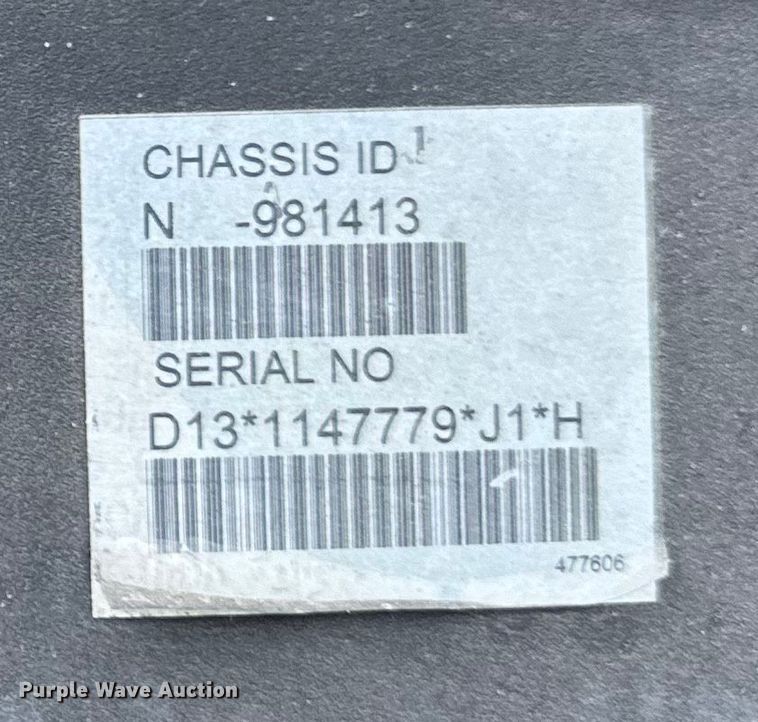 CHASSIS ID
N -981413
SERIAL NO
D13*1147779*J1*H
477606
Purple Wave Auction